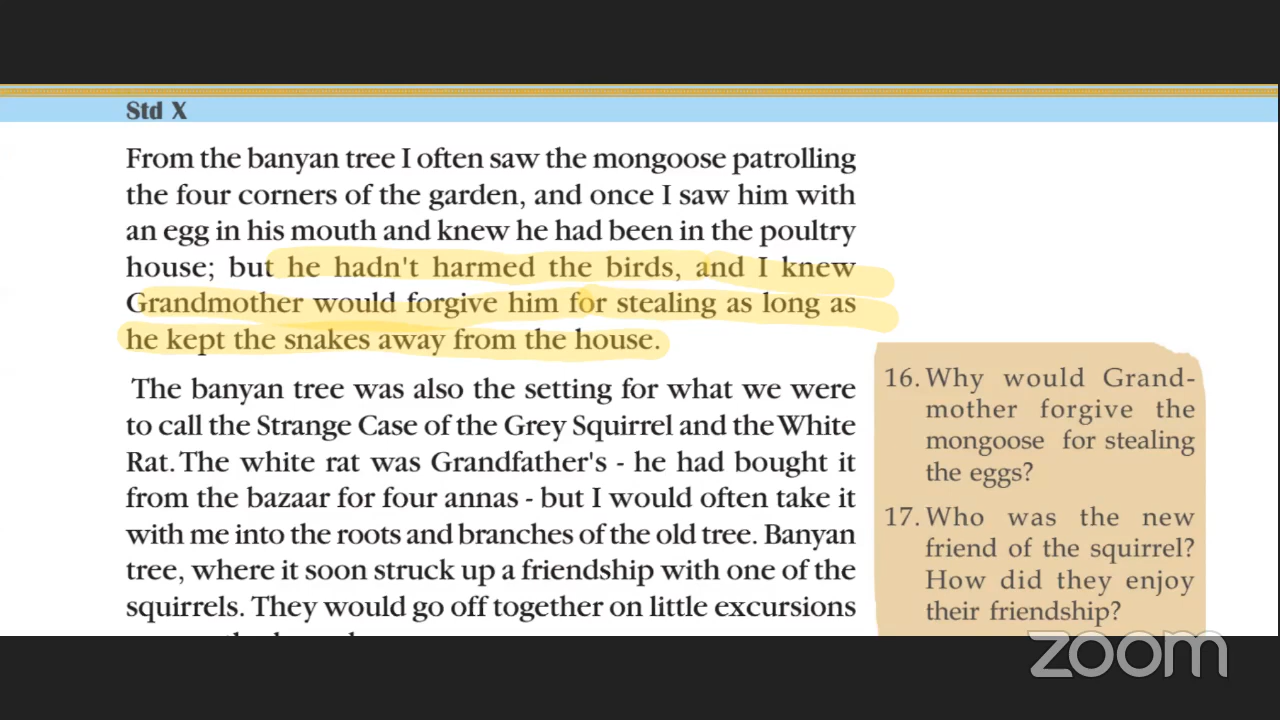 Std X
From the banyan tree I often saw the mongoose patrolling
the four corners of the garden, and once I saw him with
an egg in his mouth and knew he had been in the poultry
house; but he hadn't harmed the birds, and I knew
Grandmother would forgive him for stealing as long as
he kept the snakes away from the house.
The banyan tree was also the setting for what we were
to call the Strange Case of the Grey Squirrel and the White
Rat. The white rat was Grandfather's - he had bought it
from the bazaar for four annas - but I would often take it
with me into the roots and branches of the old tree. Banyan
tree, where it soon struck up a friendship with one of the
squirrels. They would go off together on little excursions
16. Why would Grand-
mother forgive the
mongoose for stealing
the eggs?
17. Who was the new
friend of the squirrel?
How did they enjoy
their friendship?
zoom